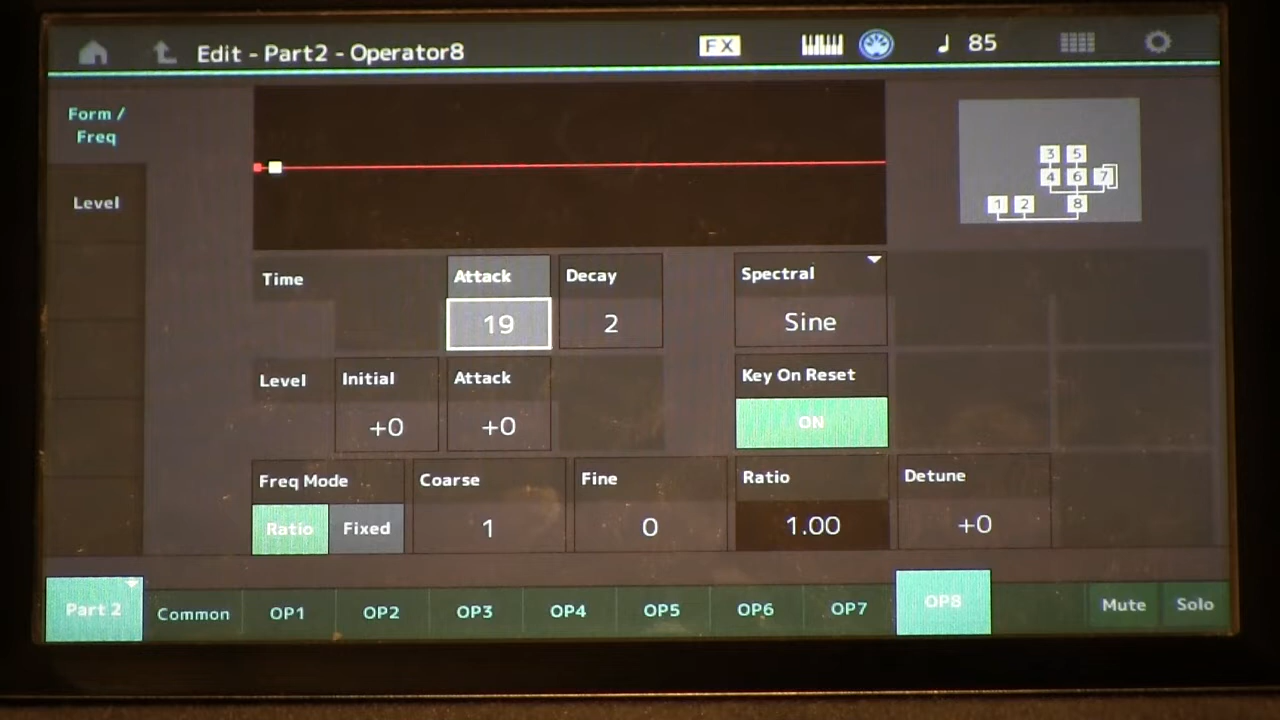 Edit - Part2 - Operator8
FX
♩ 85
Form /
Freq
Level
3 5
4 6 7
1 2 8
Time
Attack
19
Decay
2
Spectral
Sine
Level
Initial
+0
Attack
+0
Key On Reset
ON
Freq Mode
Ratio Fixed
Coarse
1
Fine
0
Ratio
1.00
Detune
+0
Part 2 Common OP1 OP2 OP3 OP4 OP5 OP6 OP7 OP8 Mute Solo